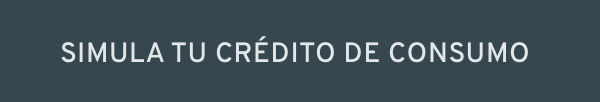 SIMULA TU CRÉDITO DE CONSUMO